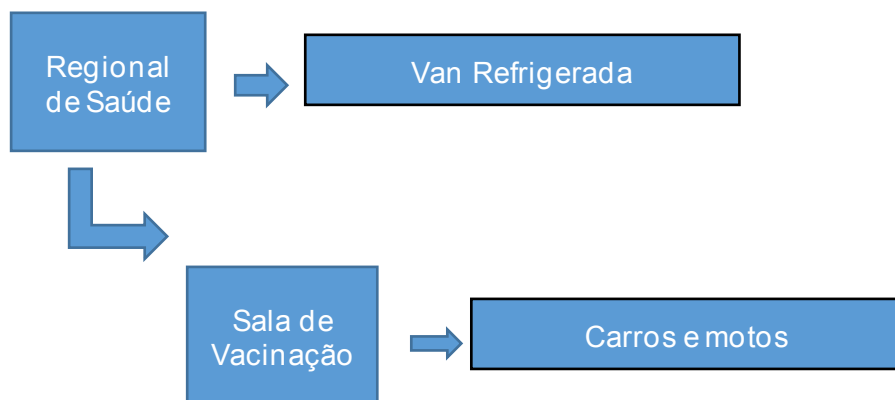 Regional
de Saúde
Van Refrigerada
Sala de
Vacinação
Carros e motos